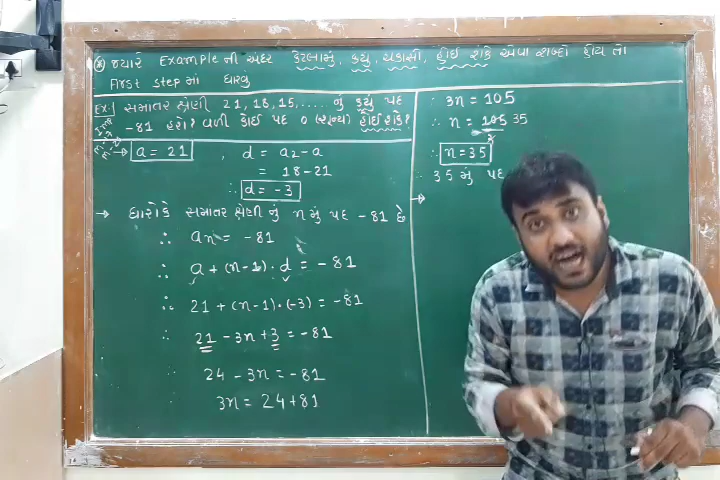 * જ્યારે Example ની અંદર કેટલામું, કયું, ચકાસો, હોઈ શકે એવા શબ્દો હોય તો
First step માં ધારવું
Ex:1 સમાંતર શ્રેણી 21, 18, 15, ..... નું કયું પદ
-81 હશે? વળી કોઈ પદ 0 (શૂન્ય) હોઈ શકે?
→ a = 21 , d = a₂ - a
= 18 - 21
∴ d = -3
→ ધારો કે સમાંતર શ્રેણી નું n મું પદ -81 છે
∴ an = -81
∴ a + (n-1) · d = -81
∴ 21 + (n-1) · (-3) = -81
∴ 21 - 3n + 3 = -81
24 - 3n = -81
3n = 24 + 81
∴ 3n = 105
∴ n = 105 35
3
∴ n = 35
∴ 35 મું પદ
→